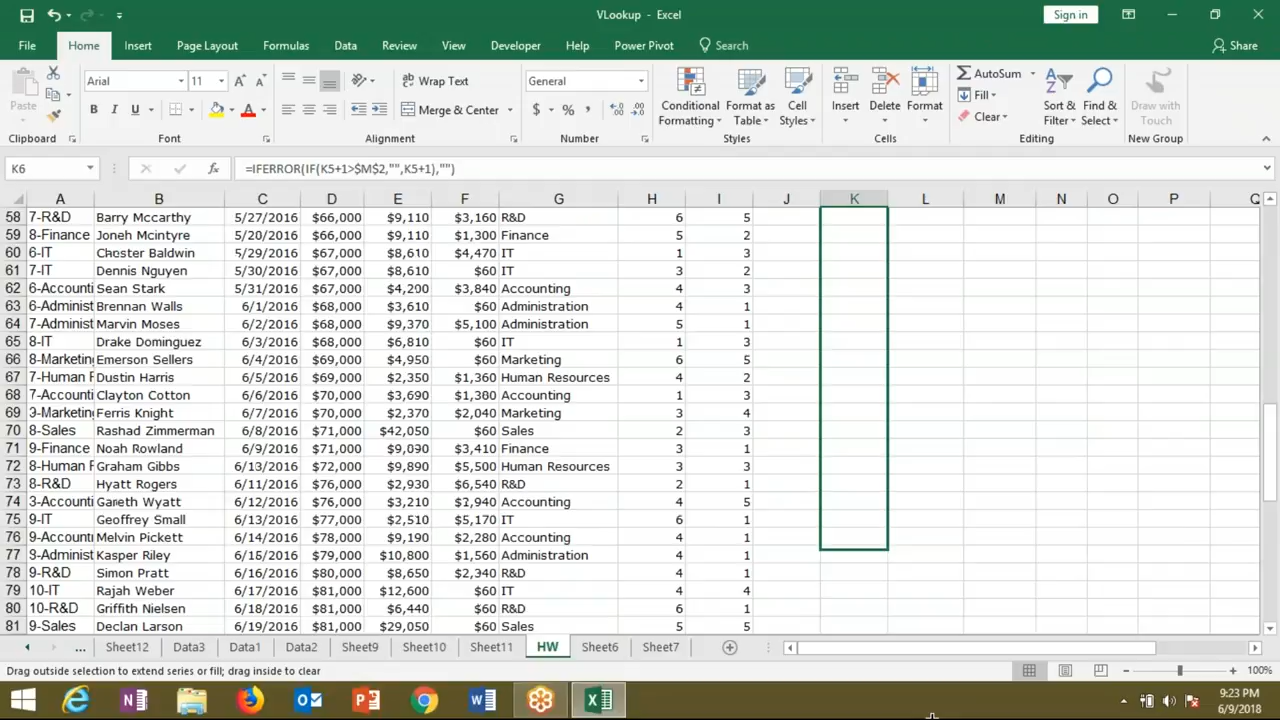 VLookup - Excel
Sign in
File Home Insert Page Layout Formulas Data Review View Developer Help Power Pivot Search Share
Paste
Arial 11
B I U A
Wrap Text
Merge & Center
General
$ % ,
Conditional Formatting
Format as Table
Cell Styles
Insert Delete Format
AutoSum
Fill
Clear
Sort & Filter
Find & Select
Draw with Touch
Clipboard Font Alignment Number Styles Cells Editing New Group
K6 fx =IFERROR(IF(K5+1>$M$2,"",K5+1),"")
A B C D E F G H I J K L M N O P Q
58 7-R&D Barry Mccarthy 5/27/2016 $66,000 $9,110 $3,160 R&D 6 5
59 8-Finance Joneh Mcintyre 5/20/2016 $66,000 $9,110 $1,300 Finance 5 2
60 6-IT Chester Baldwin 5/29/2016 $67,000 $8,610 $4,470 IT 1 3
61 7-IT Dennis Nguyen 5/30/2016 $67,000 $8,610 $60 IT 3 2
62 6-Accounti Sean Stark 5/31/2016 $67,000 $4,200 $3,840 Accounting 4 3
63 6-Administ Brennan Walls 6/1/2016 $68,000 $3,610 $60 Administration 4 1
64 7-Administ Marvin Moses 6/2/2016 $68,000 $9,370 $5,100 Administration 5 1
65 8-IT Drake Dominguez 6/3/2016 $68,000 $6,810 $60 IT 1 3
66 8-Marketing Emerson Sellers 6/4/2016 $69,000 $4,950 $60 Marketing 6 5
67 7-Human R Dustin Harris 6/5/2016 $69,000 $2,350 $1,360 Human Resources 4 2
68 7-Accounti Clayton Cotton 6/6/2016 $70,000 $3,690 $1,380 Accounting 1 3
69 3-Marketing Ferris Knight 6/7/2016 $70,000 $2,370 $2,040 Marketing 3 4
70 8-Sales Rashad Zimmerman 6/8/2016 $71,000 $42,050 $60 Sales 2 3
71 9-Finance Noah Rowland 6/9/2016 $71,000 $9,090 $3,410 Finance 3 1
72 8-Human R Graham Gibbs 6/13/2016 $72,000 $9,890 $5,500 Human Resources 3 3
73 8-R&D Hyatt Rogers 6/11/2016 $76,000 $2,930 $6,540 R&D 2 1
74 3-Accounti Gareth Wyatt 6/12/2016 $76,000 $3,210 $2,940 Accounting 4 5
75 9-IT Geoffrey Small 6/13/2016 $77,000 $2,510 $5,170 IT 6 1
76 9-Account Melvin Pickett 6/14/2016 $78,000 $9,190 $2,280 Accounting 4 1
77 9-Administ Kasper Riley 6/15/2016 $79,000 $10,800 $1,560 Administration 4 1
78 9-R&D Simon Pratt 6/16/2016 $80,000 $8,650 $2,340 R&D 4 1
79 10-IT Rajah Weber 6/17/2016 $81,000 $12,600 $60 IT 4 4
80 10-R&D Griffith Nielsen 6/18/2016 $81,000 $6,440 $60 R&D 6 1
81 9-Sales Declan Larson 6/19/2016 $81,000 $29,050 $60 Sales 5 5
... Sheet12 Data3 Data1 Data2 Sheet9 Sheet10 Sheet11 HW Sheet6 Sheet7
Drag outside selection to extend series or fill; drag inside to clear
100%
9:23 PM
6/9/2018